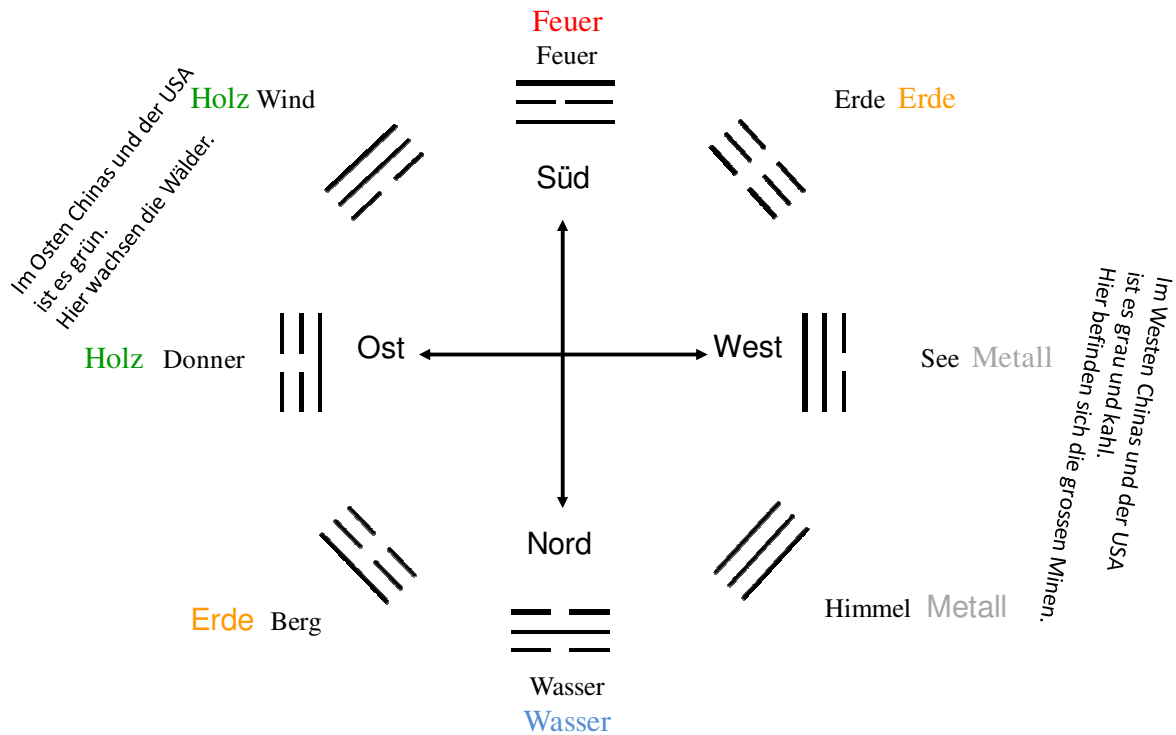 Feuer
Feuer
Holz Wind
Erde Erde
Im Osten Chinas und der USA
ist es grün.
Hier wachsen die Wälder.
Süd
Holz Donner
Ost
West
See Metall
Im Westen Chinas und der USA
ist es grau und kahl.
Hier befinden sich die grossen Minen.
Nord
Erde Berg
Himmel Metall
Wasser
Wasser